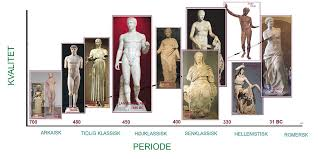 KVALITET
700 480 450 400 330 31 BC
ARKAISK TIDLIG KLASSISK HØJKLASSISK SENKLASSISK HELLENISTISK ROMERSK
PERIODE